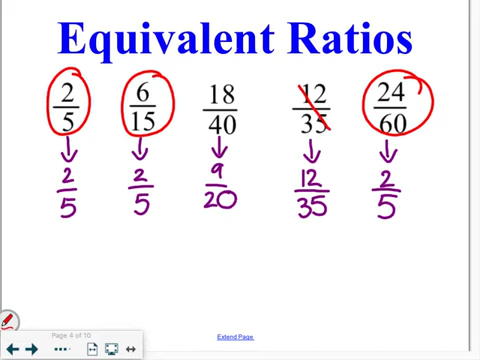 Equivalent Ratios
2/5 6/15 18/40 12/35 24/60
2/5 2/5 9/20 12/35 2/5
Page 4 of 10
Extend Page